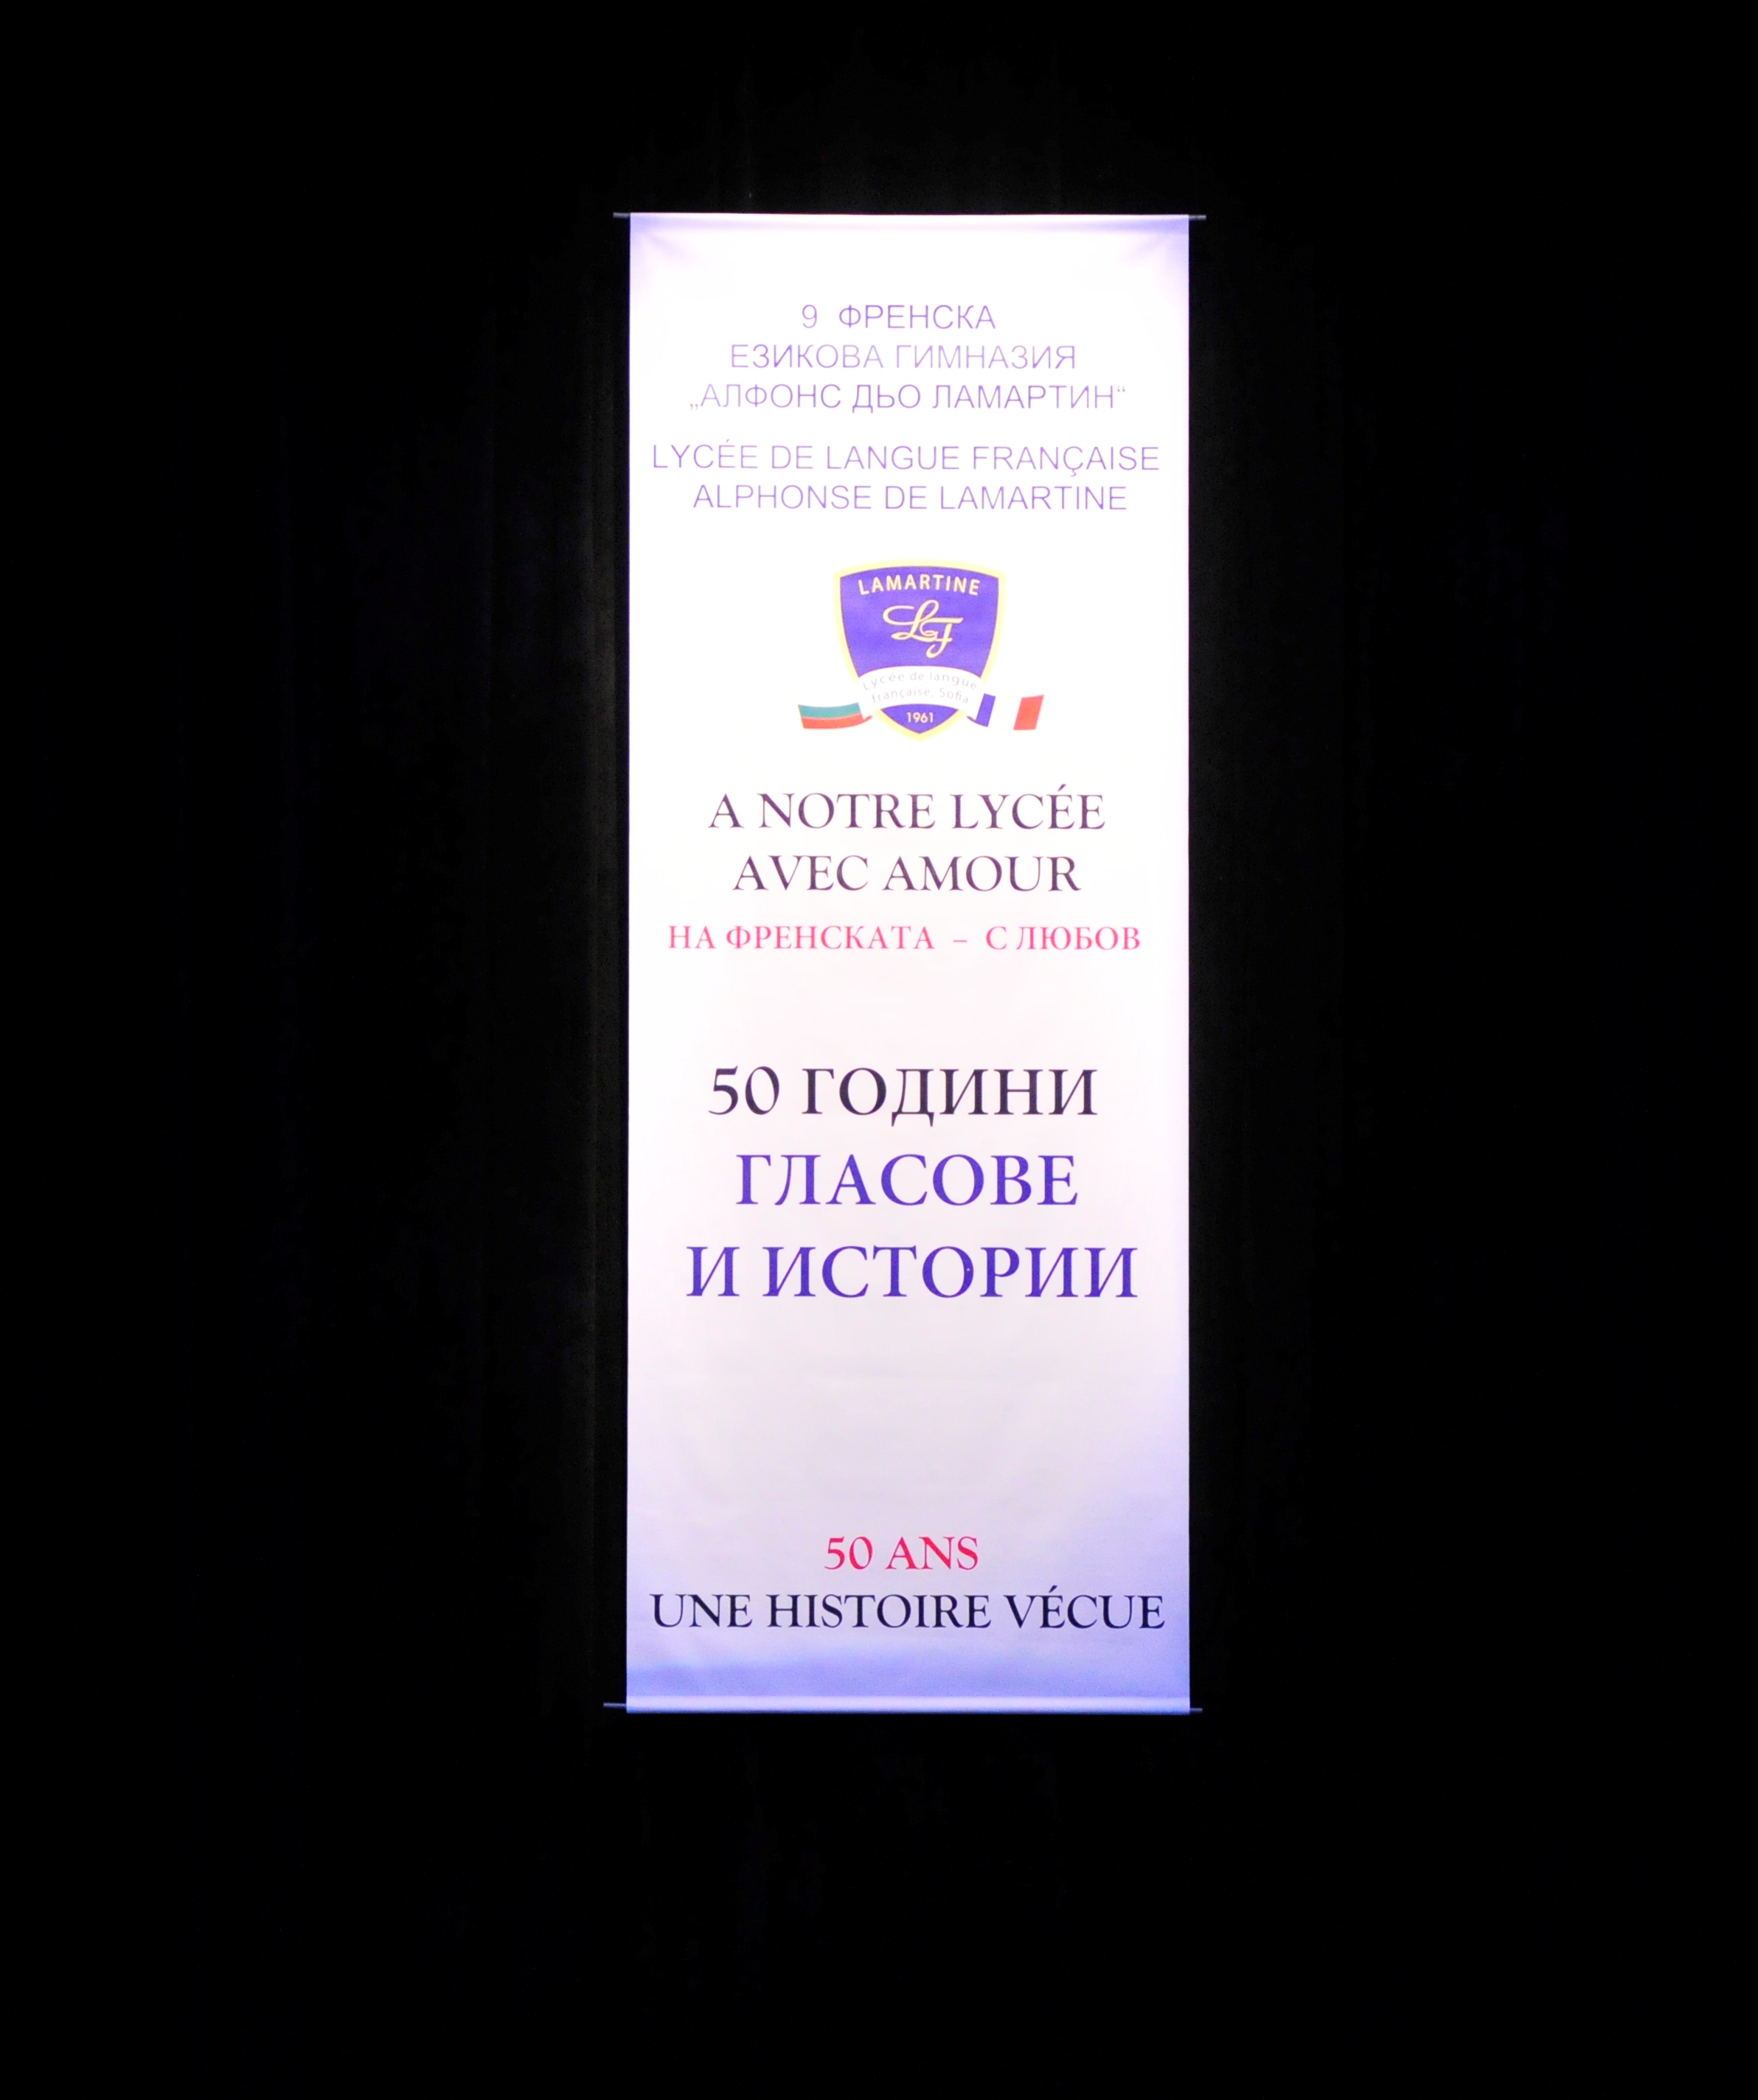 9 ФРЕНСКА
ЕЗИКОВА ГИМНАЗИЯ
„АЛФОНС ДЬО ЛАМАРТИН“
LYCÉE DE LANGUE FRANÇAISE
ALPHONSE DE LAMARTINE
LAMARTINE
LF
Lycée de langue
française, Sofia
1961
A NOTRE LYCÉE
AVEC AMOUR
НА ФРЕНСКАТА – С ЛЮБОВ
50 ГОДИНИ
ГЛАСОВЕ
И ИСТОРИИ
50 ANS
UNE HISTOIRE VÉCUE